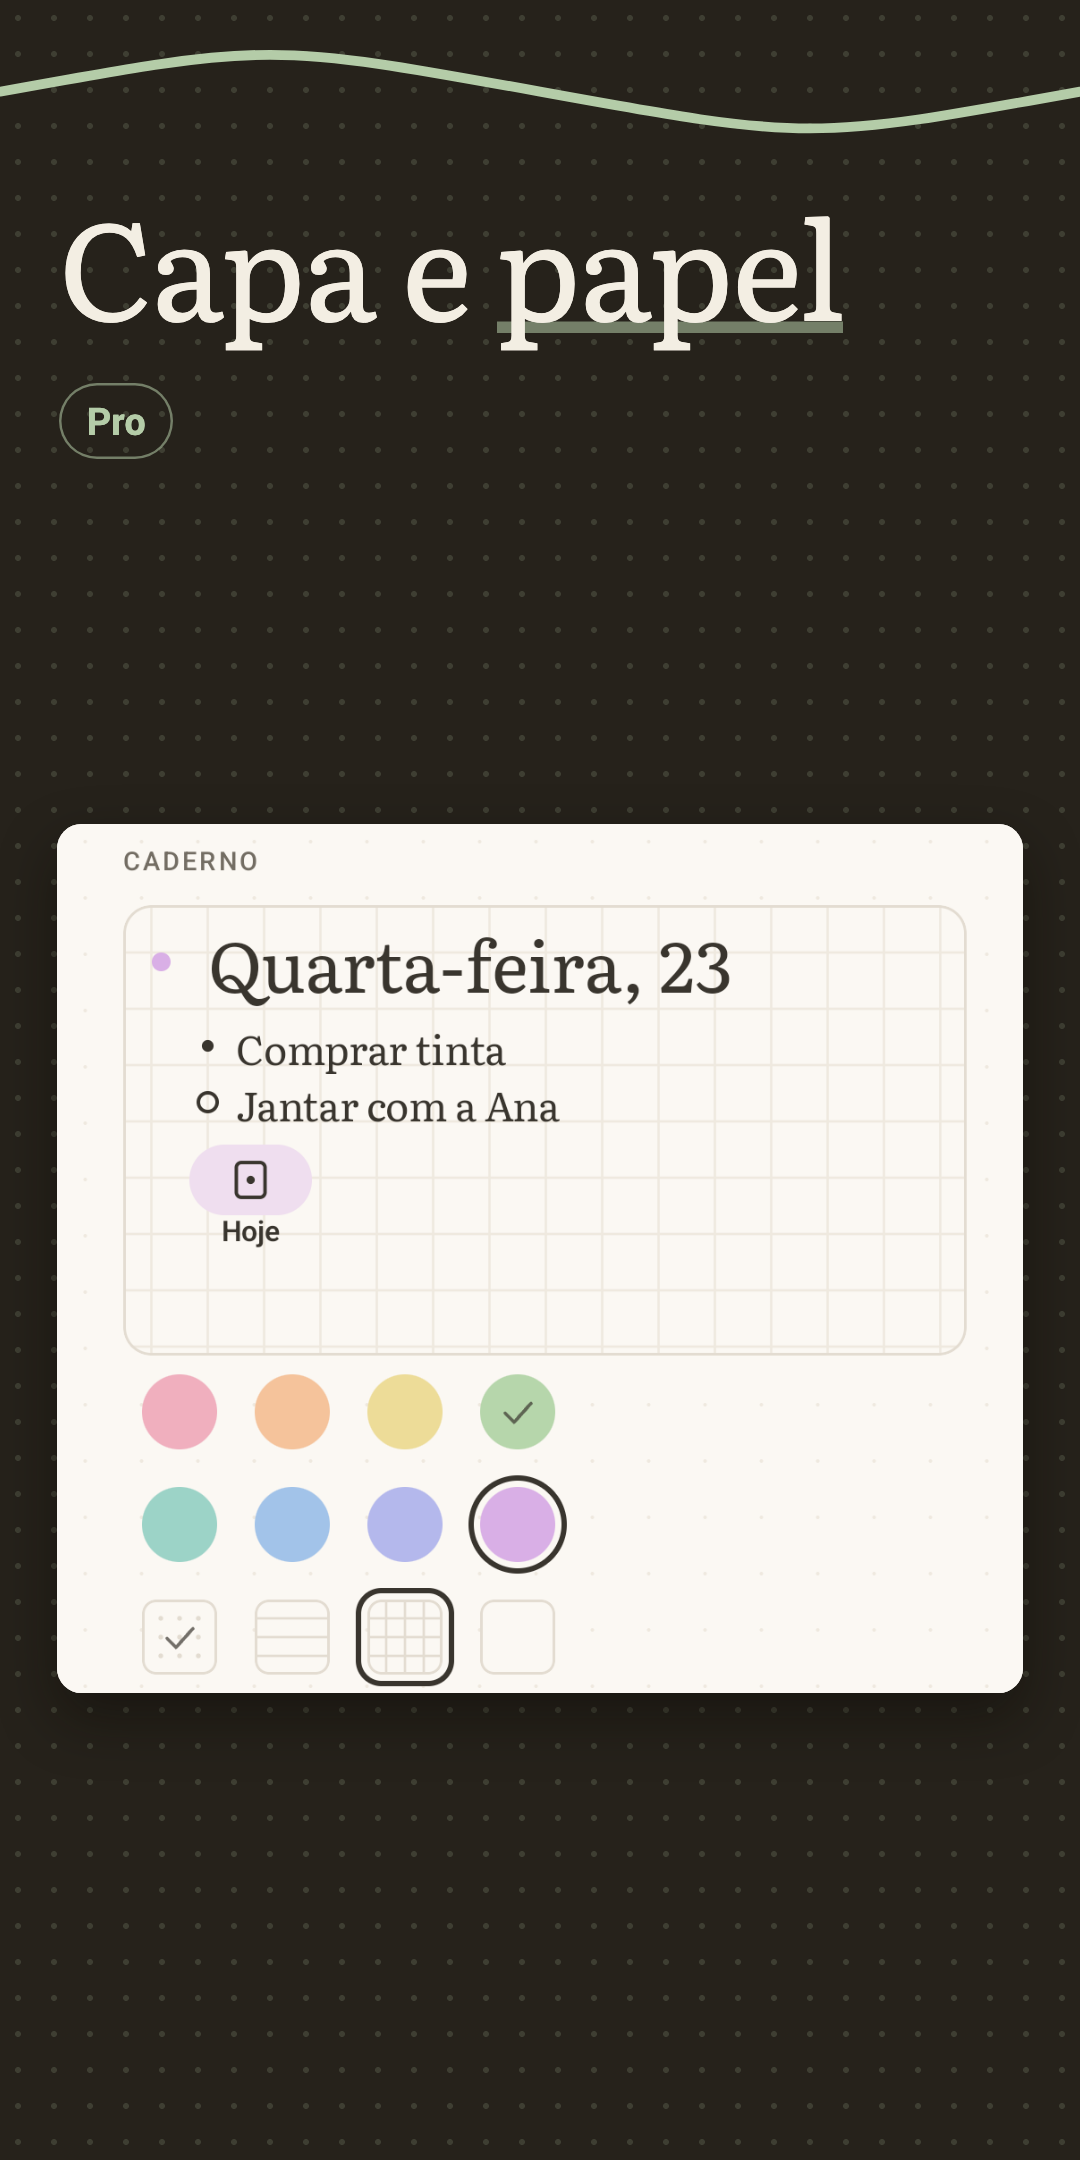 Capa e papel
Pro
CADERNO
Quarta-feira, 23
Comprar tinta
Jantar com a Ana
Hoje